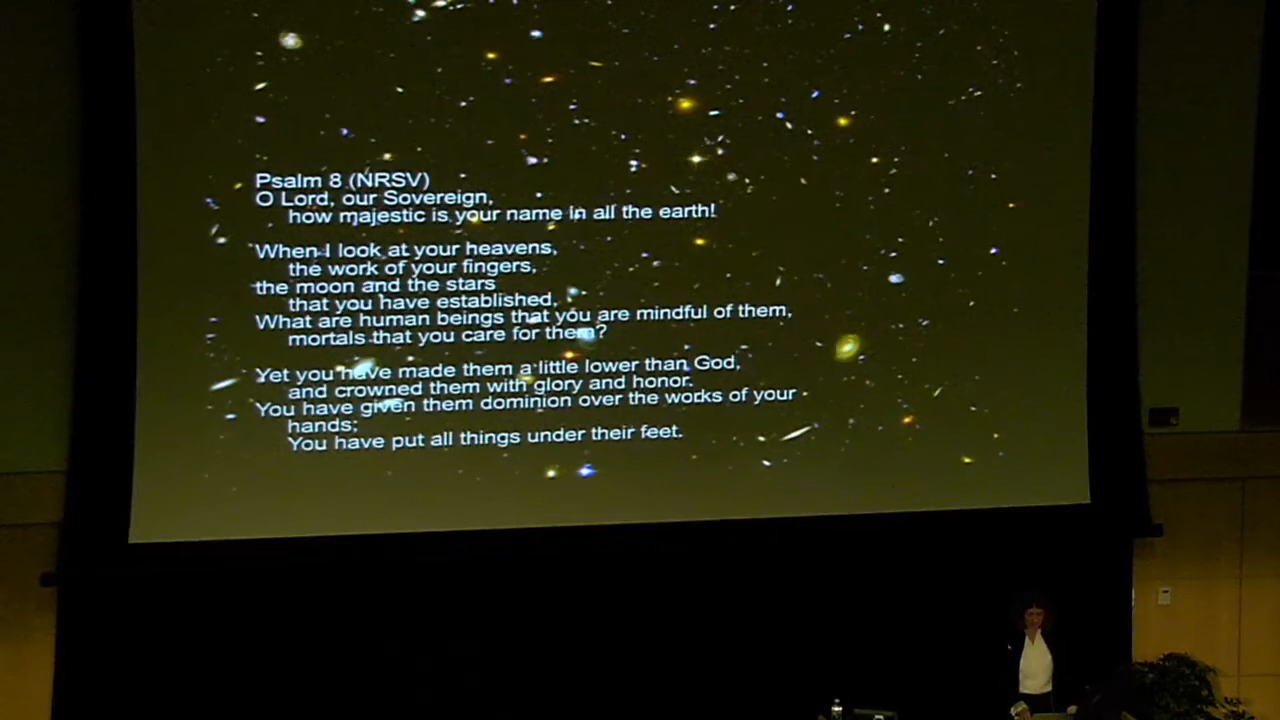 Psalm 8 (NRSV)
O Lord, our Sovereign,
how majestic is your name in all the earth!
When I look at your heavens,
the work of your fingers,
the moon and the stars
that you have established,
What are human beings that you are mindful of them,
mortals that you care for them?
Yet you have made them a little lower than God,
and crowned them with glory and honor.
You have given them dominion over the works of your
hands;
You have put all things under their feet.